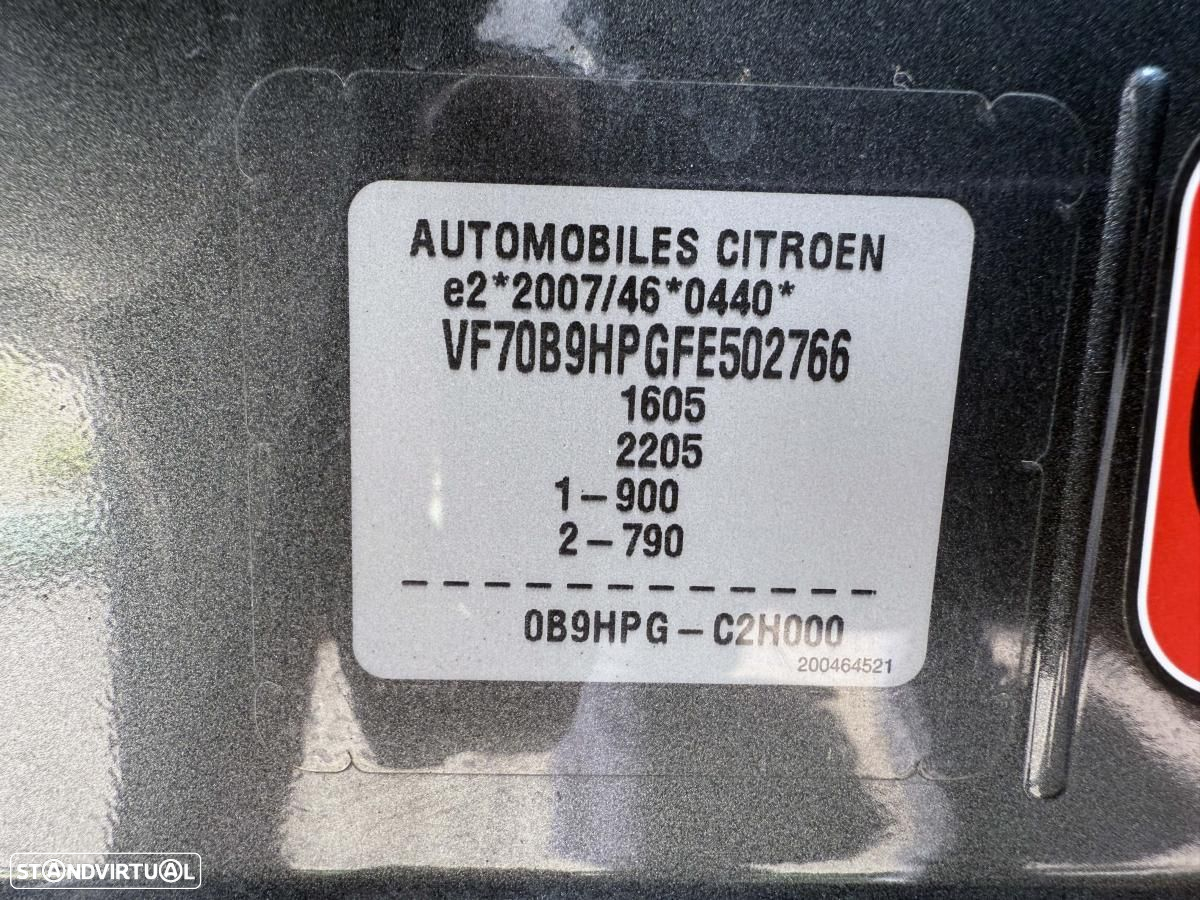 AUTOMOBILES CITROEN
e2*2007/46*0440*
VF70B9HPGFE502766
1605
2205
1-900
2-790
0B9HPG-C2H000
200464521
STANDVIRTUAL